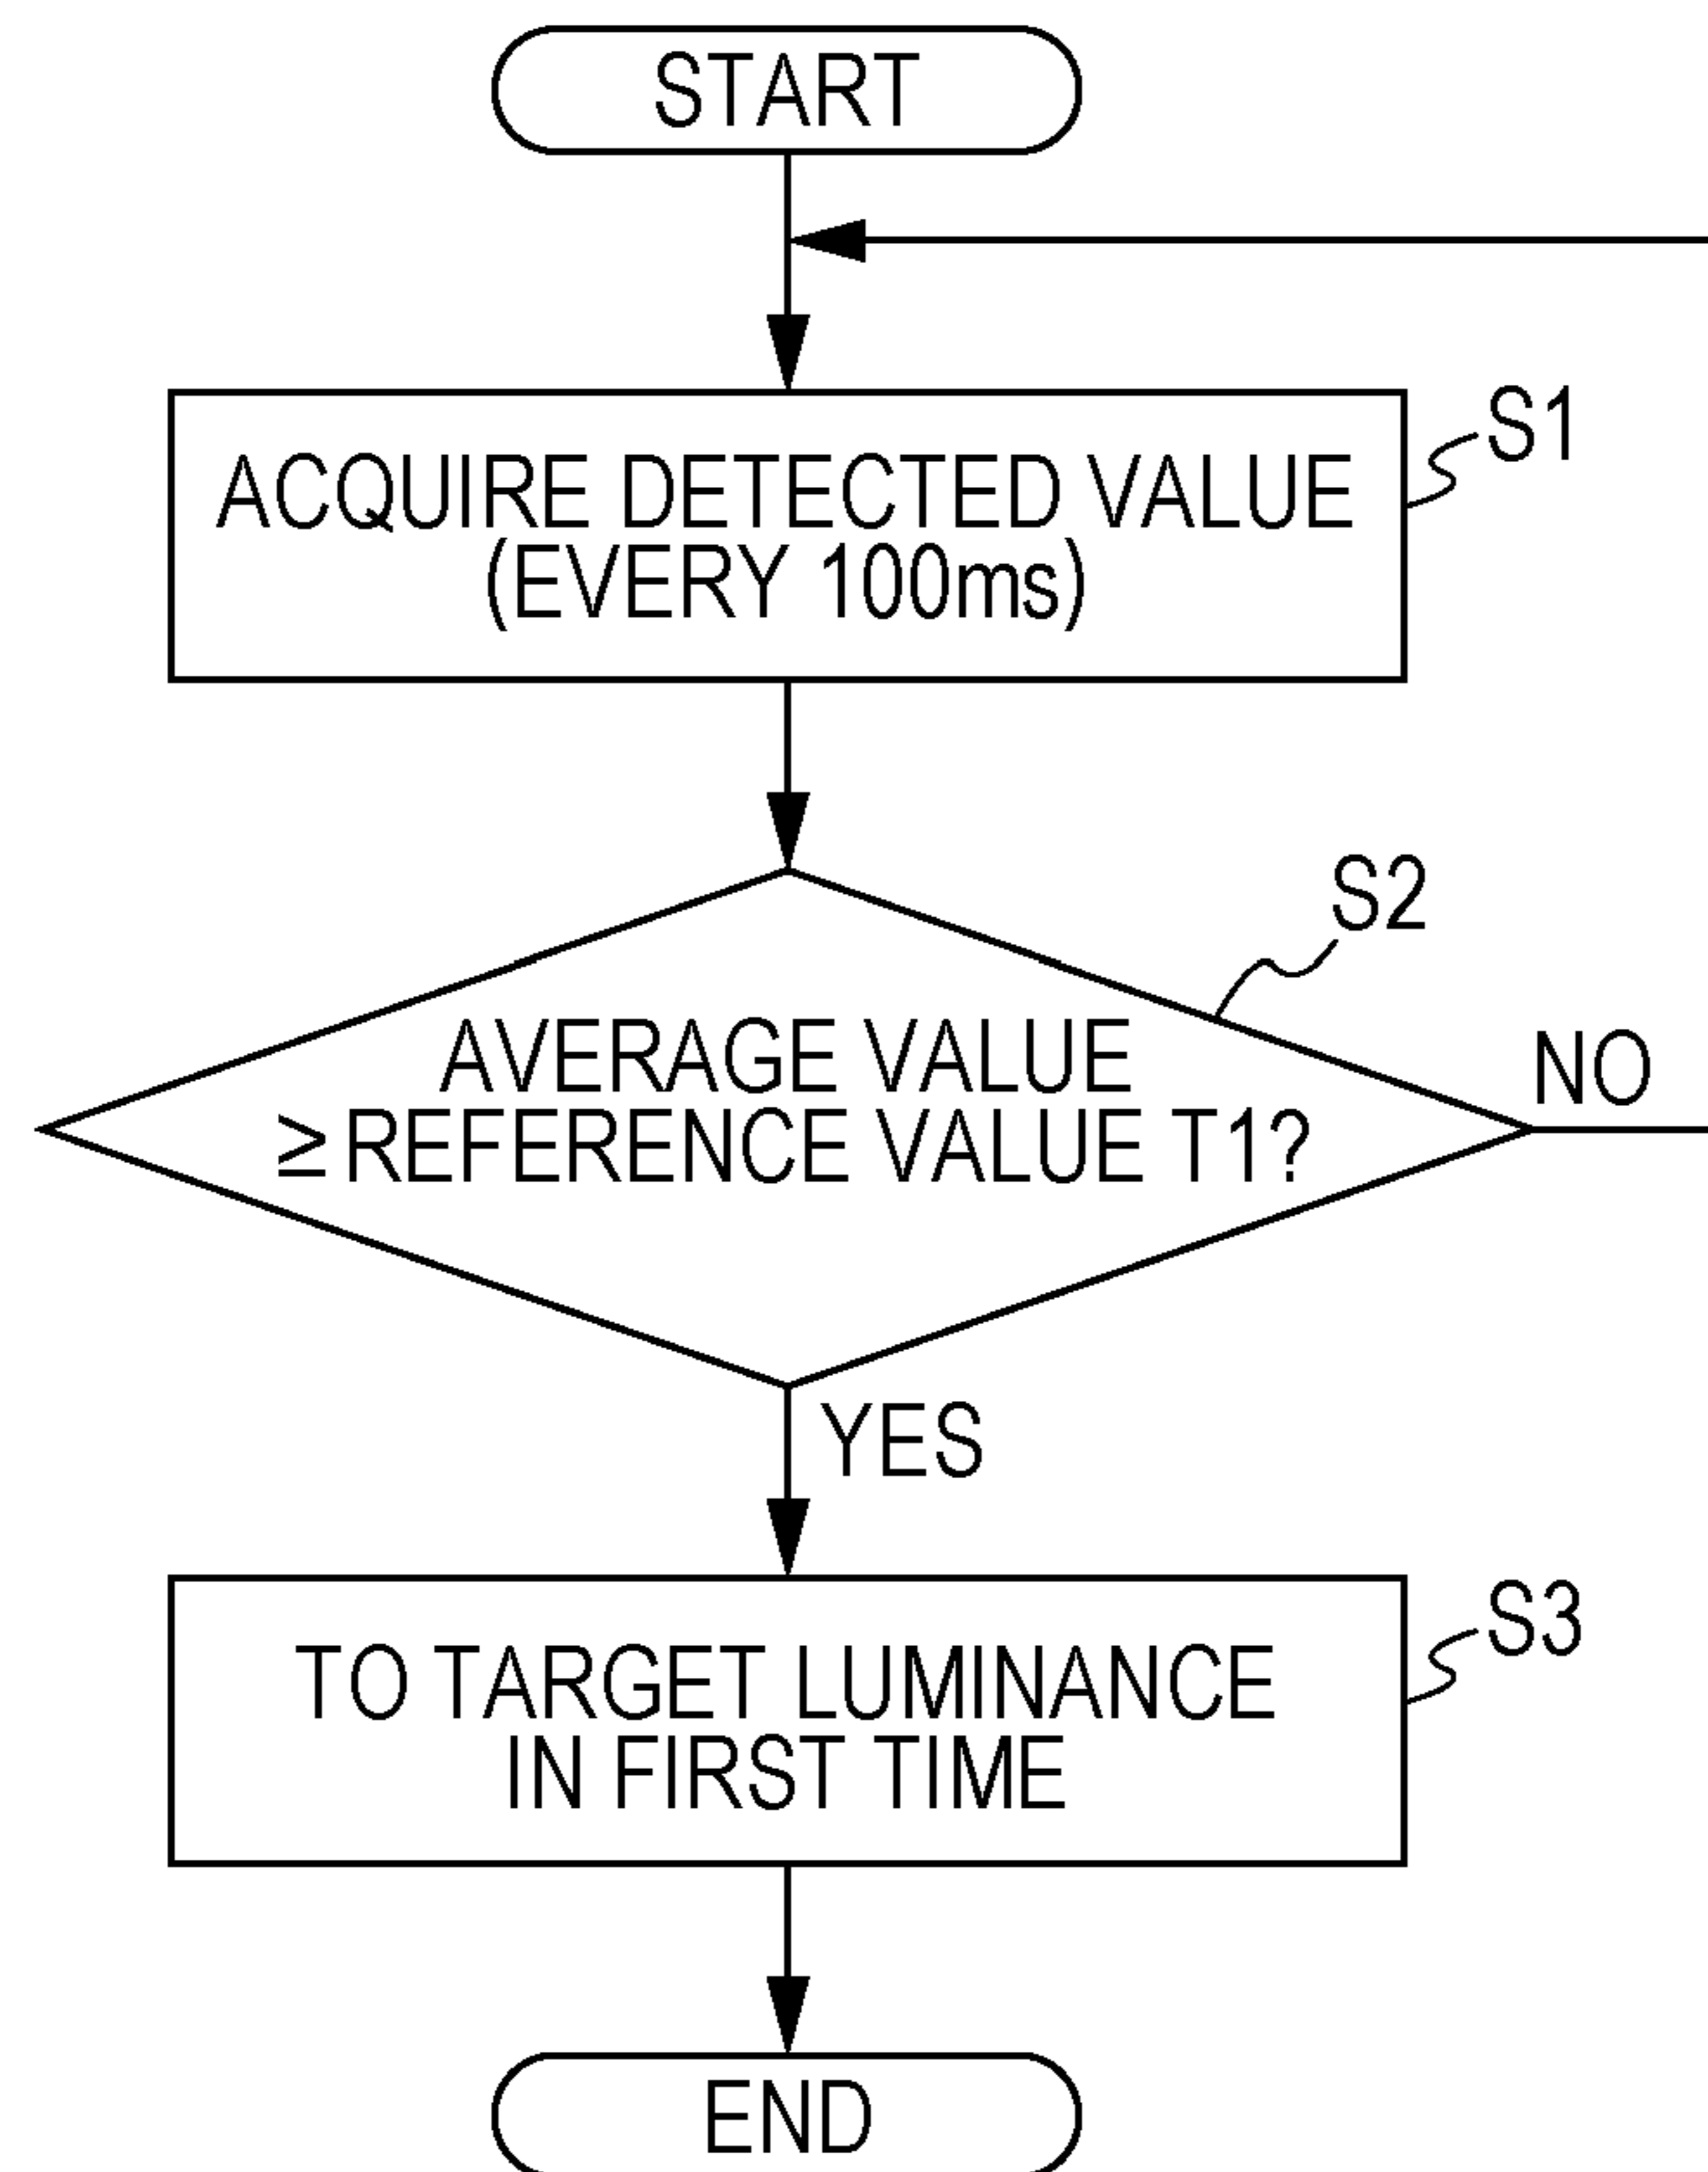 START
S1
ACQUIRE DETECTED VALUE
(EVERY 100ms)
S2
AVERAGE VALUE
≥REFERENCE VALUE T1?
NO
YES
S3
TO TARGET LUMINANCE
IN FIRST TIME
END